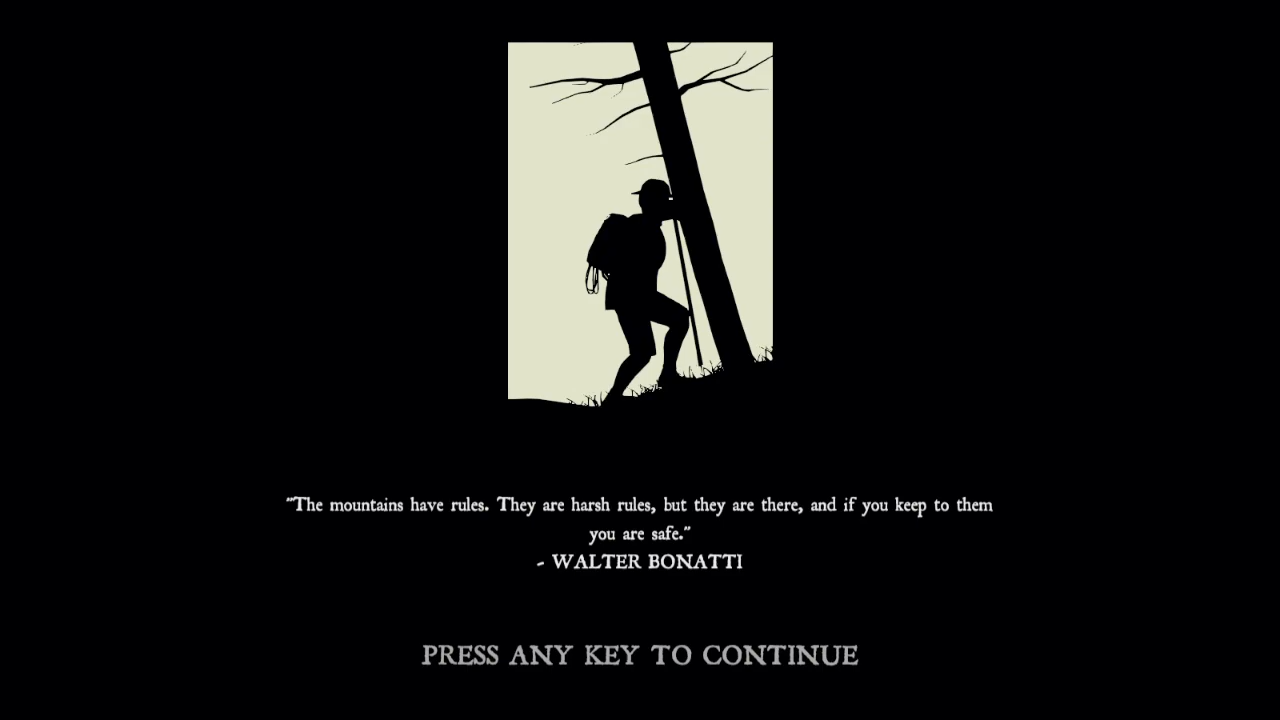 "The mountains have rules. They are harsh rules, but they are there, and if you keep to them
you are safe."
- WALTER BONATTI
PRESS ANY KEY TO CONTINUE